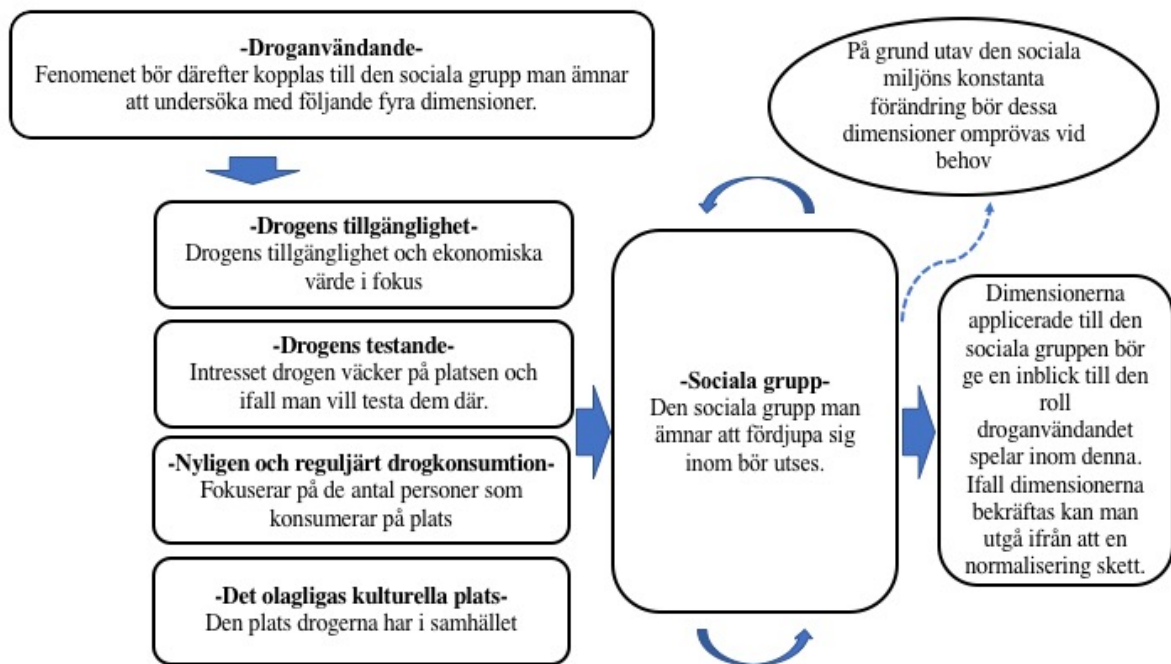 -Droganvändande-
Fenomenet bör därefter kopplas till den sociala grupp man ämnar
att undersöka med följande fyra dimensioner.
På grund utav den sociala
miljöns konstanta
förändring bör dessa
dimensioner omprövas vid
behov
-Drogens tillgänglighet-
Drogens tillgänglighet och ekonomiska
värde i fokus
-Drogens testande-
Intresset drogen väcker på platsen och
ifall man vill testa dem där.
-Nyligen och reguljärt drogkonsumtion-
Fokuserar på de antal personer som
konsumerar på plats
-Det olagligas kulturella plats-
Den plats drogerna har i samhället
-Sociala grupp-
Den sociala grupp man
ämnar att fördjupa sig
inom bör utses.
Dimensionerna
applicerade till den
sociala gruppen bör
ge en inblick till den
roll
droganvändandet
spelar inom denna.
Ifall dimensionerna
bekräftas kan man
utgå ifrån att en
normalisering skett.